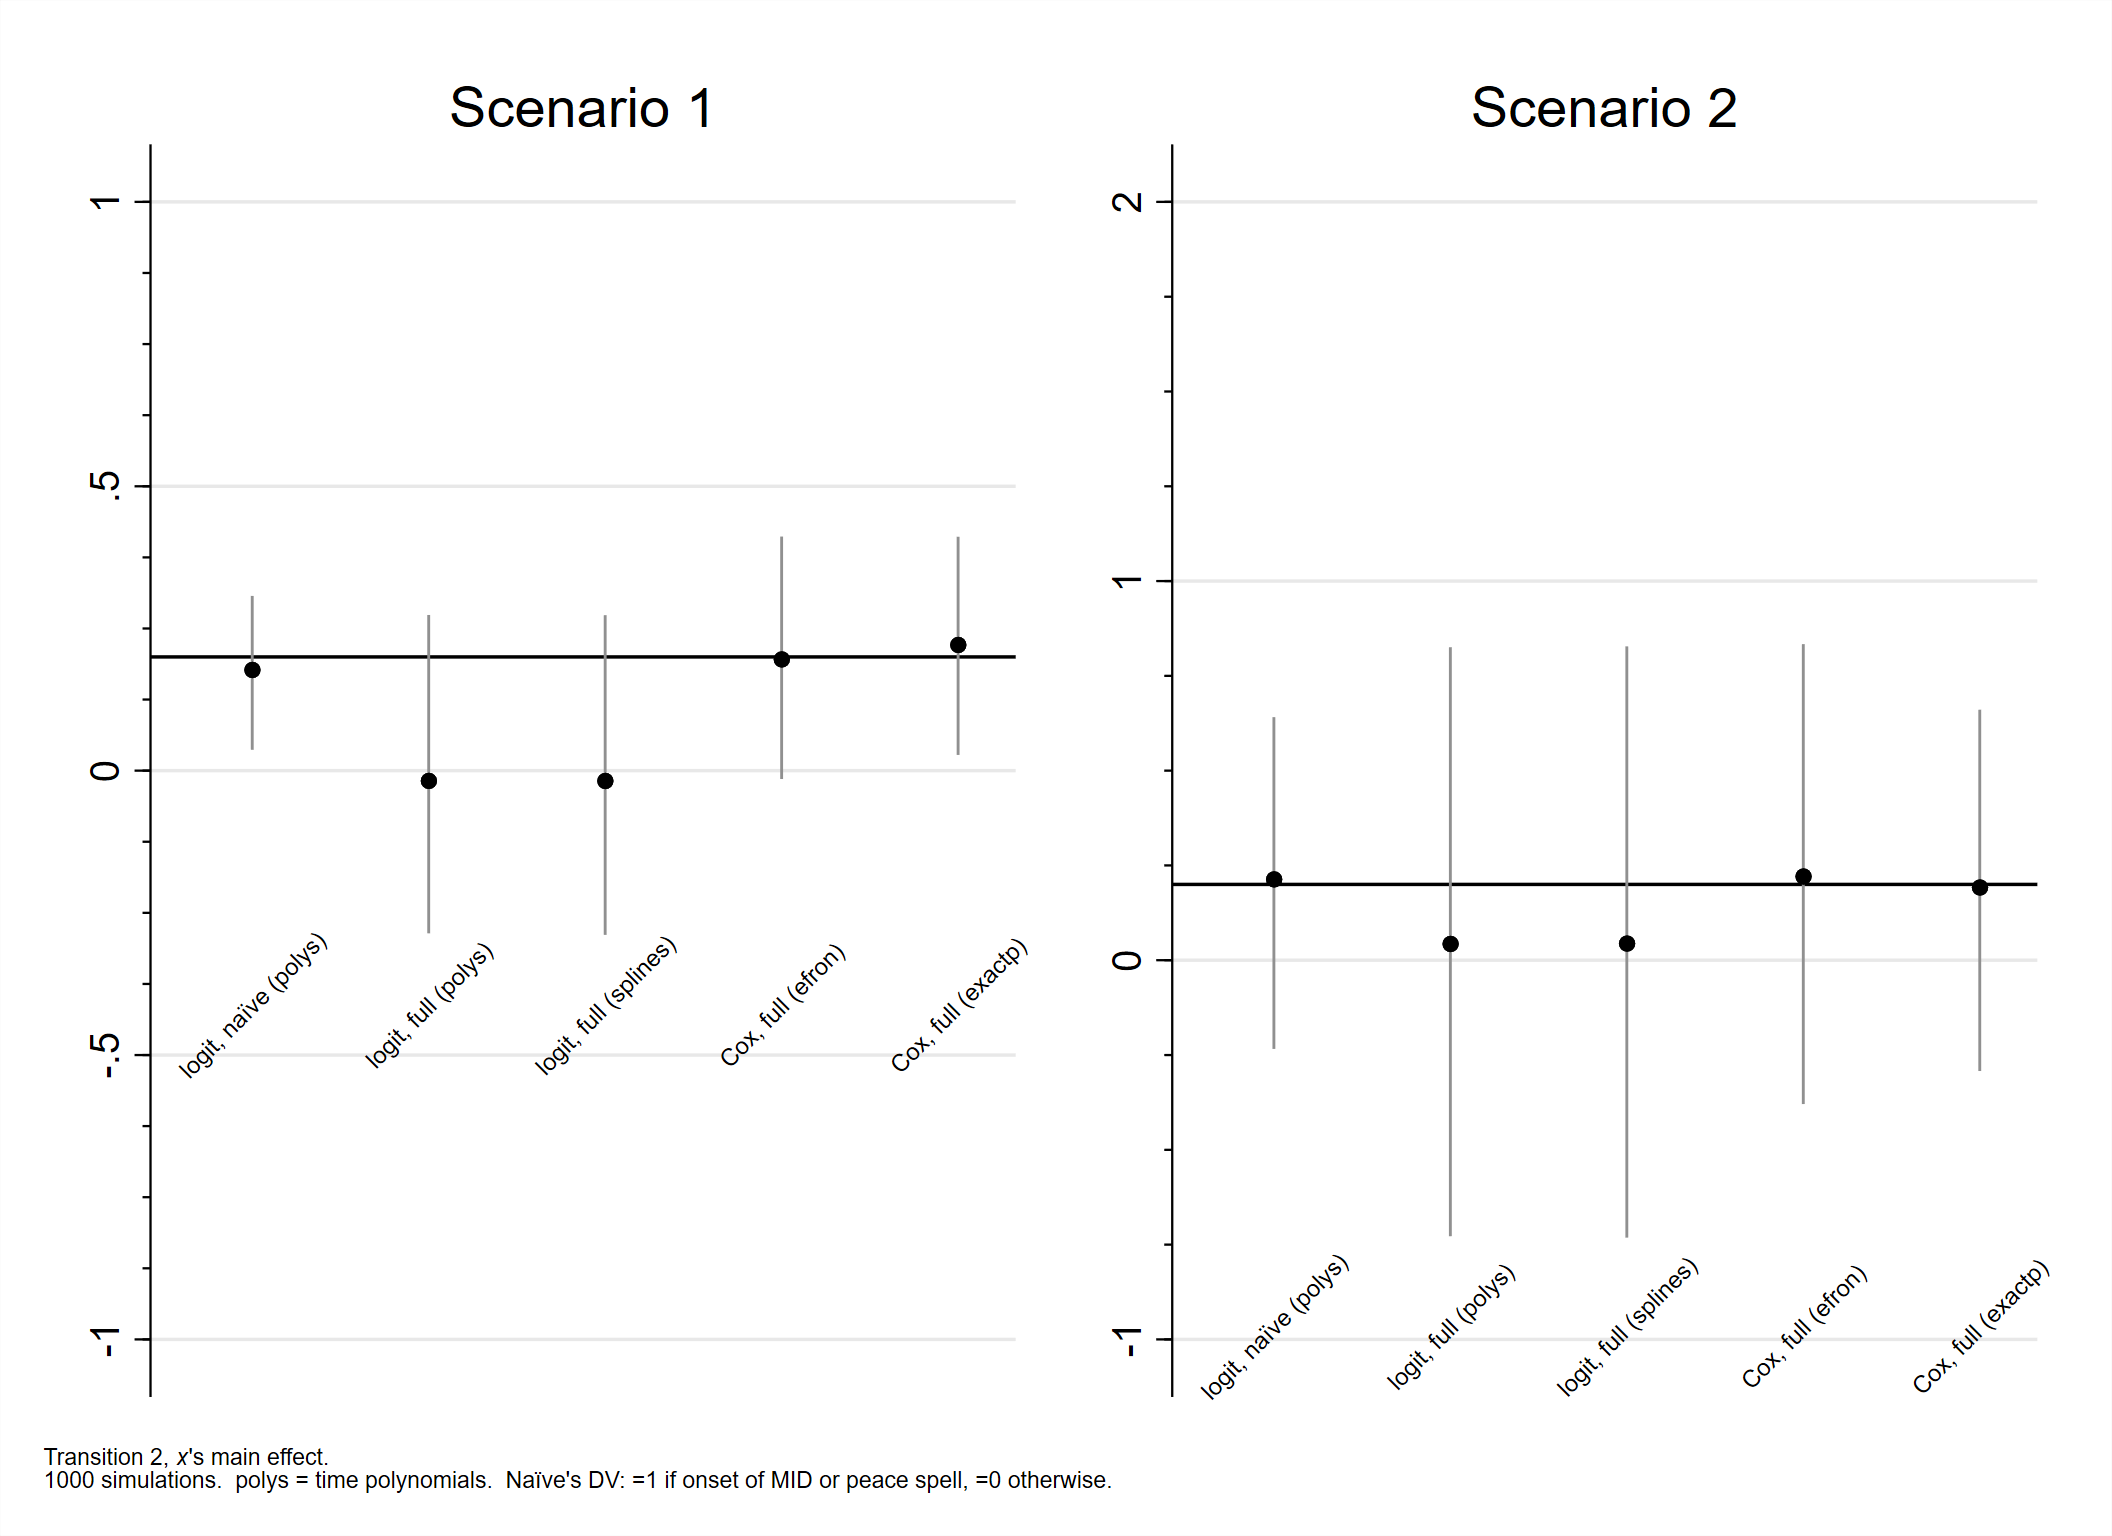 Scenario 1
1
.5
0
-.5
-1
logit, naïve (polys)
logit, full (polys)
logit, full (splines)
Cox, full (efron)
Cox, full (exactp)
Scenario 2
2
1
0
-1
logit, naïve (polys)
logit, full (polys)
logit, full (splines)
Cox, full (efron)
Cox, full (exactp)
Transition 2, x's main effect.
1000 simulations.  polys = time polynomials.  Naïve's DV: =1 if onset of MID or peace spell, =0 otherwise.